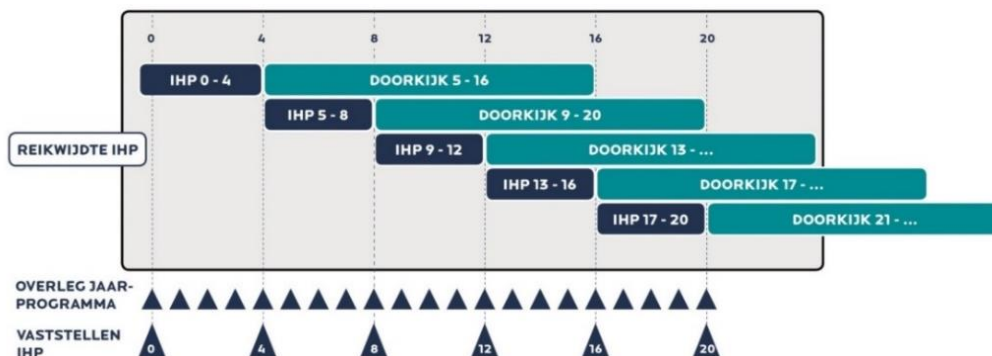 0 4 8 12 16 20
IHP 0 - 4 DOORKIJK 5 - 16
IHP 5 - 8 DOORKIJK 9 - 20
REIKWIJDTE IHP IHP 9 - 12 DOORKIJK 13 - ...
IHP 13 - 16 DOORKIJK 17 - ...
IHP 17 - 20 DOORKIJK 21 - ...
OVERLEG JAAR-
PROGRAMMA
VASTSTELLEN
IHP 0 4 8 12 16 20